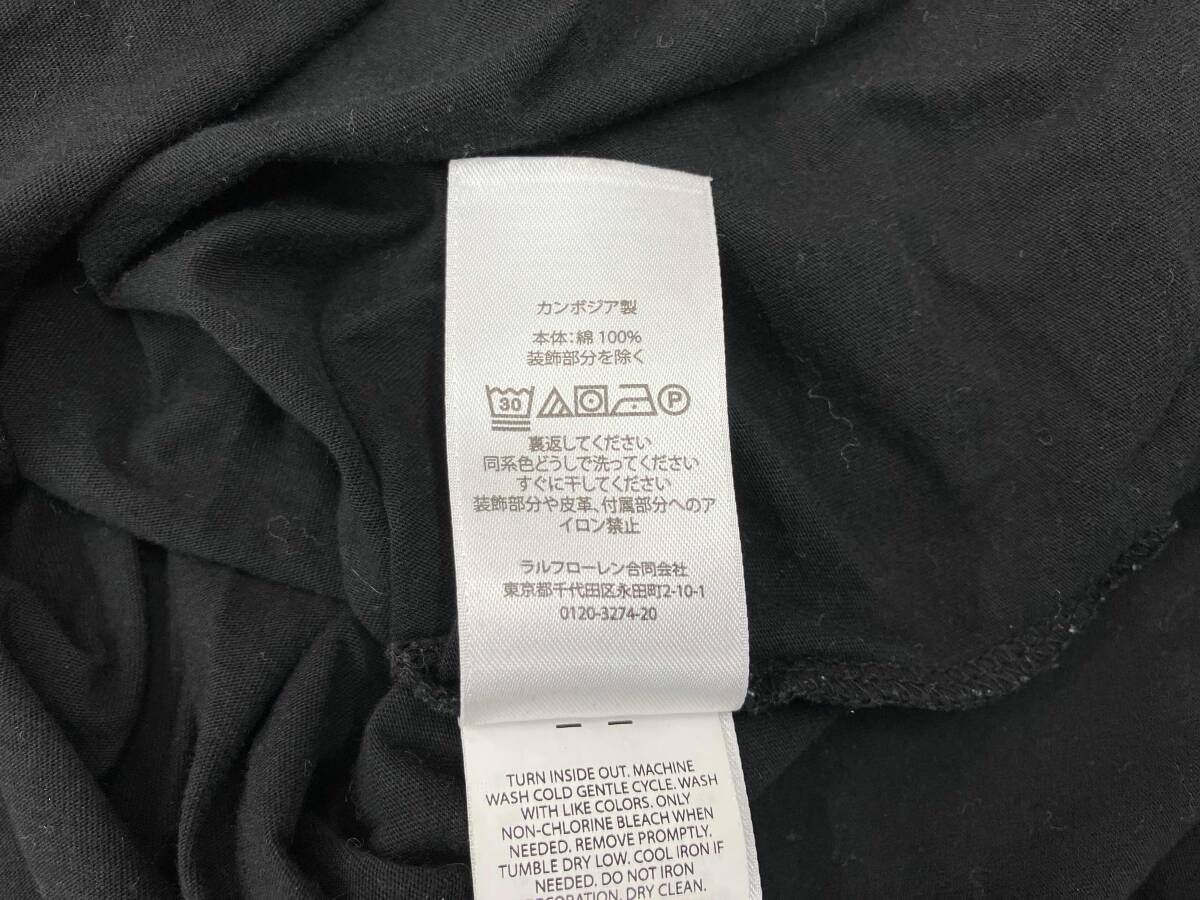 カンボジア製
本体：綿 100%
装飾部分を除く
30 P
裏返してください
同系色どうしで洗ってください
すぐに干してください
装飾部分や皮革、付属部分へのア
イロン禁止
ラルフローレン合同会社
東京都千代田区永田町2-10-1
0120-3274-20
TURN INSIDE OUT. MACHINE
WASH COLD GENTLE CYCLE. WASH
WITH LIKE COLORS. ONLY
NON-CHLORINE BLEACH WHEN
NEEDED. REMOVE PROMPTLY.
TUMBLE DRY LOW. COOL IRON IF
NEEDED. DO NOT IRON
DECORATION. DRY CLEAN.